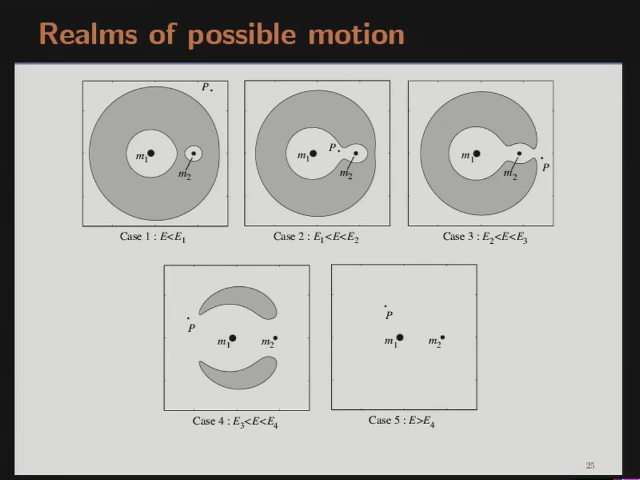 Realms of possible motion
P
m₁
m₂
Case 1 : E<E₁
P
m₁
m₂
Case 2 : E₁<E<E₂
m₁
m₂
P
Case 3 : E₂<E<E₃
P
m₁
m₂
Case 4 : E₃<E<E₄
P
m₁
m₂
Case 5 : E>E₄
25